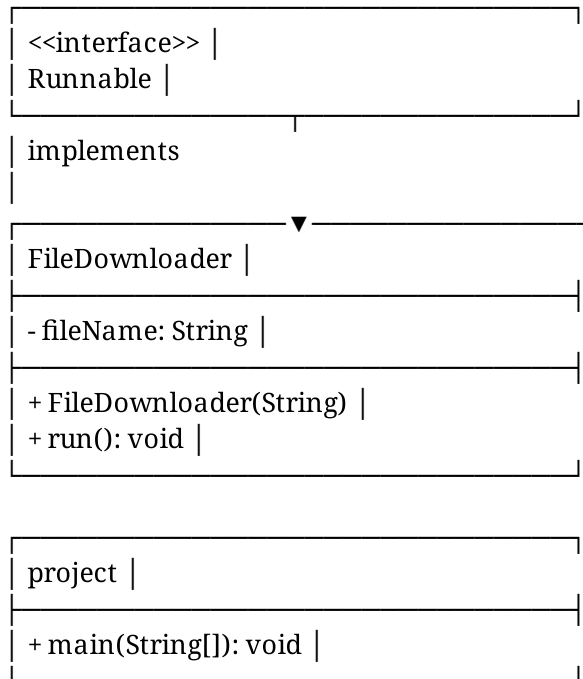 <<interface>> │
Runnable │
implements
FileDownloader │
- fileName: String │
+ FileDownloader(String) │
+ run(): void │
project │
+ main(String[]): void │